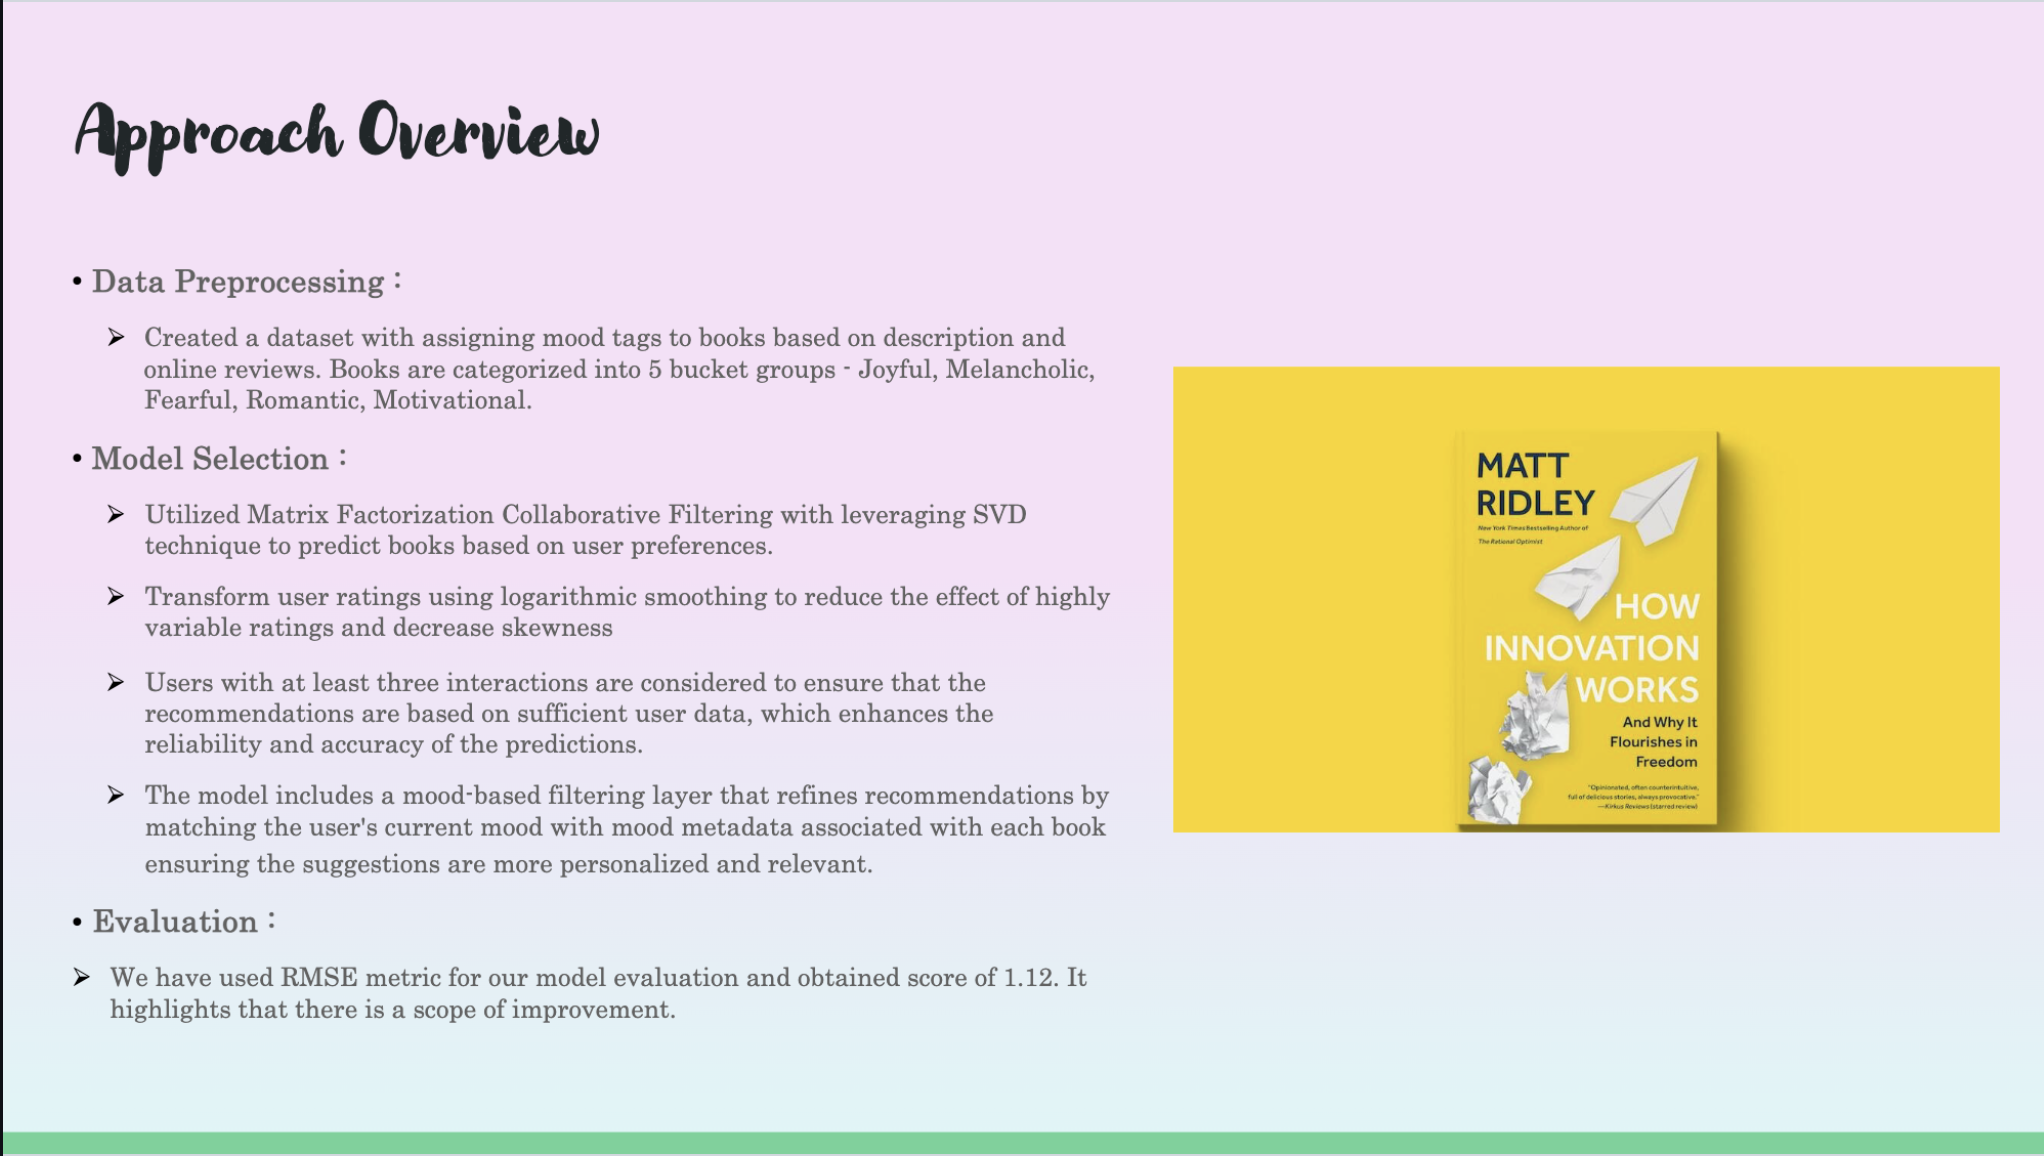 Approach Overview
• Data Preprocessing :
➢ Created a dataset with assigning mood tags to books based on description and
online reviews. Books are categorized into 5 bucket groups - Joyful, Melancholic,
Fearful, Romantic, Motivational.
• Model Selection :
➢ Utilized Matrix Factorization Collaborative Filtering with leveraging SVD
technique to predict books based on user preferences.
➢ Transform user ratings using logarithmic smoothing to reduce the effect of highly
variable ratings and decrease skewness
➢ Users with at least three interactions are considered to ensure that the
recommendations are based on sufficient user data, which enhances the
reliability and accuracy of the predictions.
➢ The model includes a mood-based filtering layer that refines recommendations by
matching the user's current mood with mood metadata associated with each book
ensuring the suggestions are more personalized and relevant.
• Evaluation :
➢ We have used RMSE metric for our model evaluation and obtained score of 1.12. It
highlights that there is a scope of improvement.
MATT
RIDLEY
New York Times Bestselling Author of
The Rational Optimist
HOW
INNOVATION
WORKS
And Why It
Flourishes in
Freedom
"Opinionated, often counterintuitive,
full of delicious stories, always provocative."
—Kirkus Reviews (starred review)